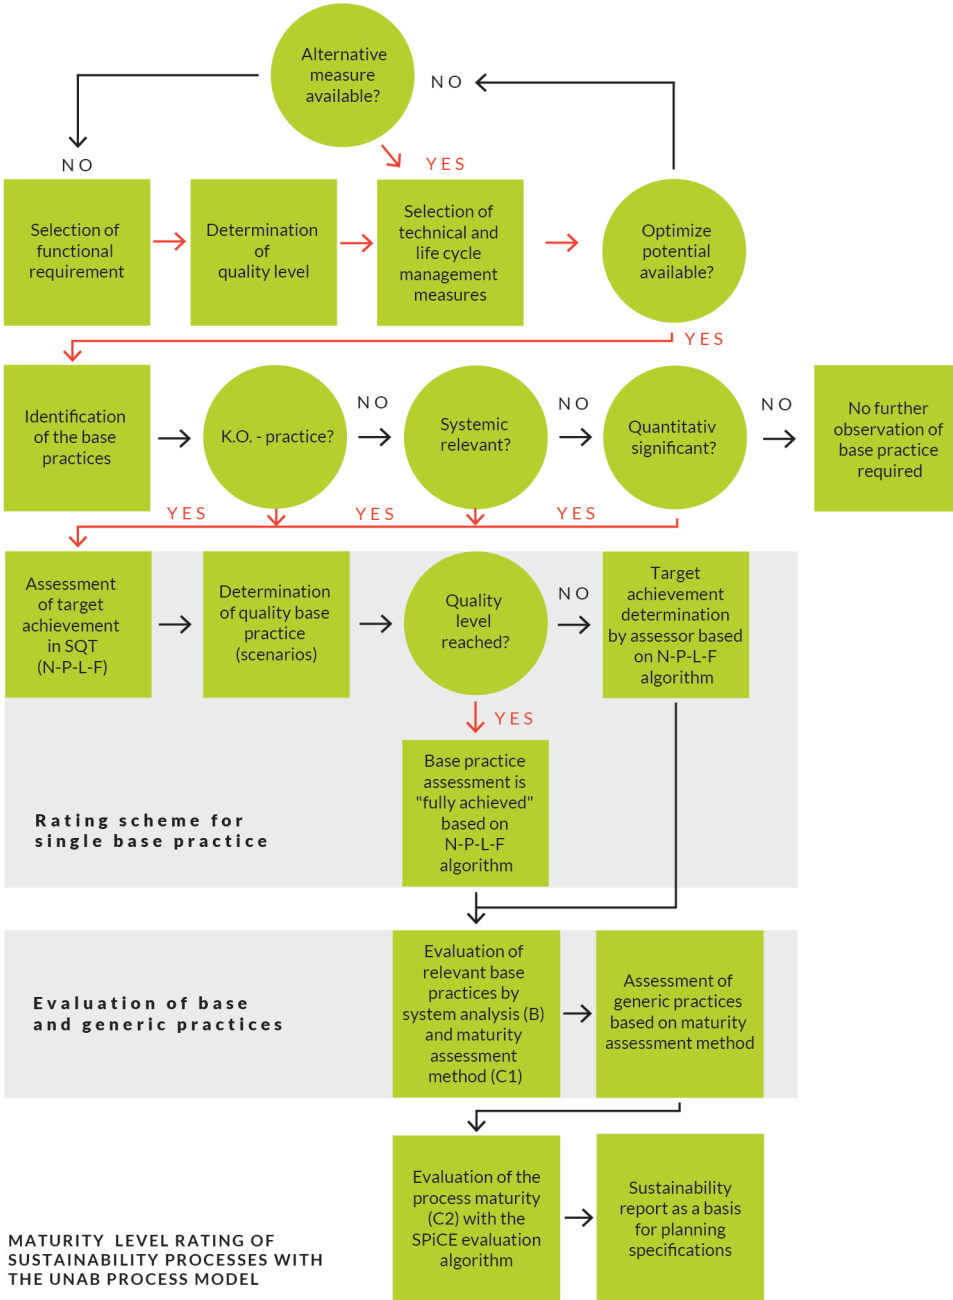 Alternative
measure
available?
NO
NO
YES
Selection of
functional
requirement
Determination
of
quality level
Selection of
technical and
life cycle
management
measures
Optimize
potential
available?
YES
Identification
of the base
practices
K.O. - practice?
NO
Systemic
relevant?
NO
Quantitativ
significant?
NO
No further
observation of
base practice
required
YES
YES
YES
Assessment
of target
achievement
in SQT
(N-P-L-F)
Determination
of quality base
practice
(scenarios)
Quality
level
reached?
NO
Target
achievement
determination
by assessor based
on N-P-L-F
algorithm
YES
Base practice
assessment is
"fully achieved"
based on
N-P-L-F
algorithm
Rating scheme for
single base practice
Evaluation of base
and generic practices
Evaluation of
relevant base
practices by
system analysis (B)
and maturity
assessment
method (C1)
Assessment of
generic practices
based on maturity
assessment method
Evaluation of the
process maturity
(C2) with the
SPiCE evaluation
algorithm
Sustainability
report as a basis
for planning
specifications
MATURITY LEVEL RATING OF
SUSTAINABILITY PROCESSES WITH
THE UNAB PROCESS MODEL